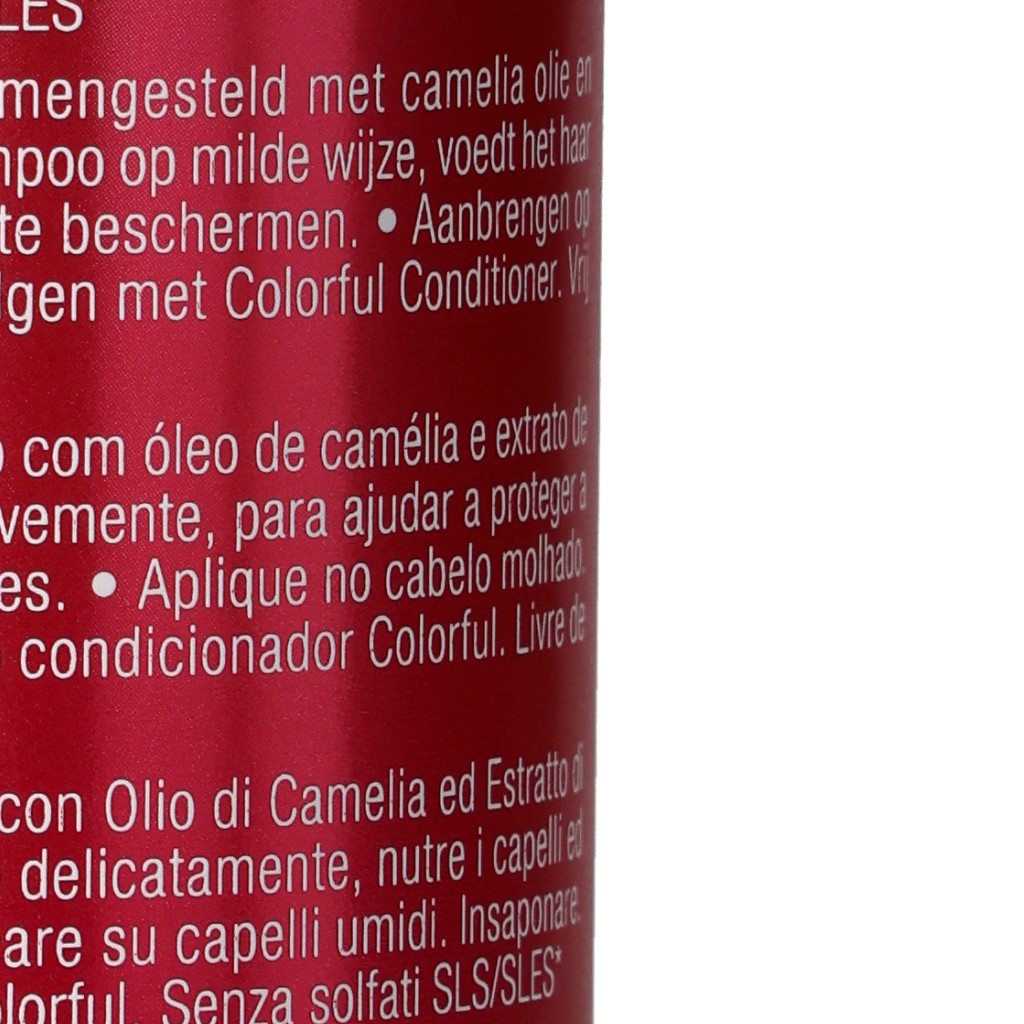 LES
mengesteld met camelia olie en
mpoo op milde wijze, voedt het haar
te beschermen. • Aanbrengen op
lgen met Colorful Conditioner. Vrij
com óleo de camélia e extrato de
vemente, para ajudar a proteger a
es. • Aplique no cabelo molhado.
condicionador Colorful. Livre de
con Olio di Camelia ed Estratto di
delicatamente, nutre i capelli ed
are su capelli umidi. Insaponare.
olorful. Senza solfati SLS/SLES*